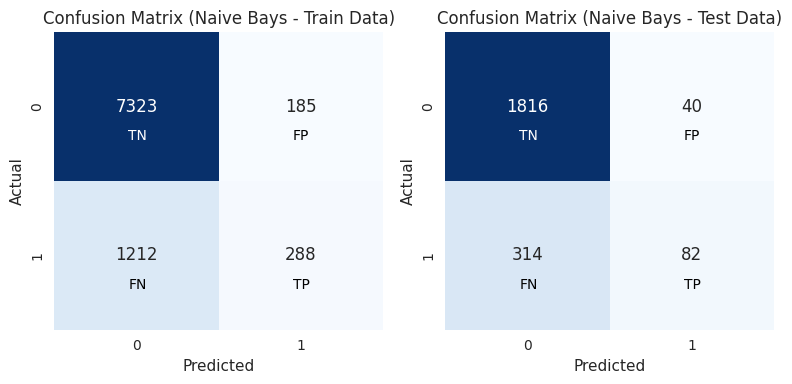 Confusion Matrix (Naive Bays - Train Data)
0
7323
185
TN
FP
Actual
1
1212
288
FN
TP
0
1
Predicted
Confusion Matrix (Naive Bays - Test Data)
0
1816
40
TN
FP
Actual
1
314
82
FN
TP
0
1
Predicted